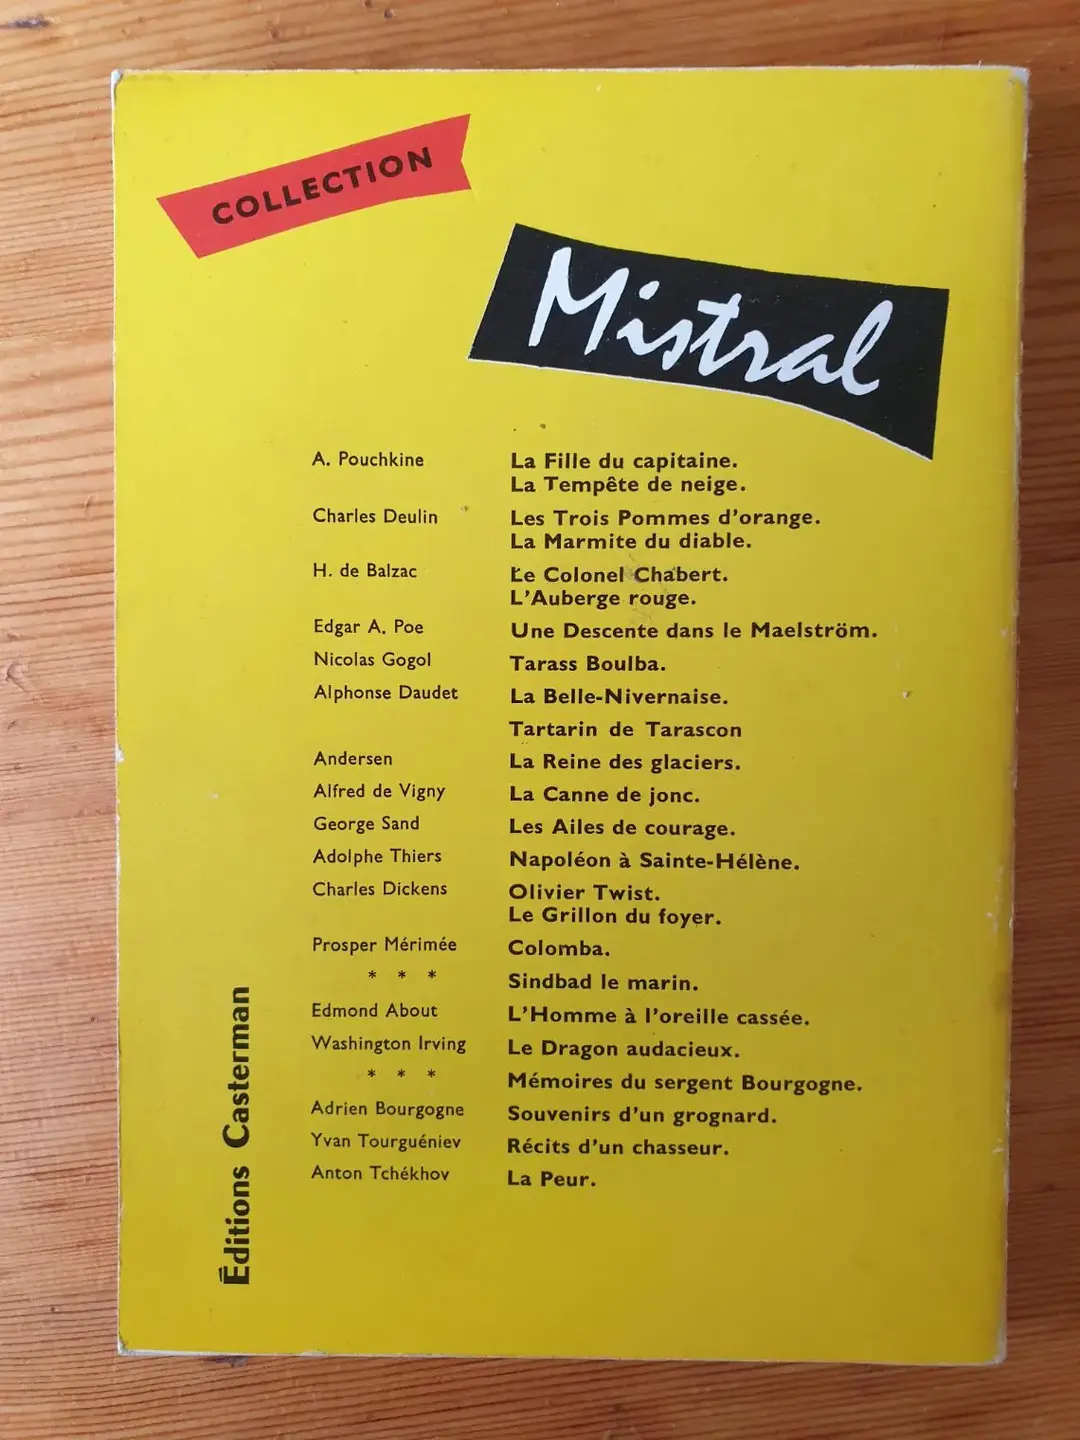 COLLECTION
Mistral
A. Pouchkine La Fille du capitaine.
La Tempête de neige.
Charles Deulin Les Trois Pommes d'orange.
La Marmite du diable.
H. de Balzac Le Colonel Chabert.
L'Auberge rouge.
Edgar A. Poe Une Descente dans le Maelström.
Nicolas Gogol Tarass Boulba.
Alphonse Daudet La Belle-Nivernaise.
Tartarin de Tarascon
Andersen La Reine des glaciers.
Alfred de Vigny La Canne de jonc.
George Sand Les Ailes de courage.
Adolphe Thiers Napoléon à Sainte-Hélène.
Charles Dickens Olivier Twist.
Le Grillon du foyer.
Prosper Mérimée Colomba.
* * * Sindbad le marin.
Edmond About L'Homme à l'oreille cassée.
Washington Irving Le Dragon audacieux.
* * * Mémoires du sergent Bourgogne.
Adrien Bourgogne Souvenirs d'un grognard.
Yvan Tourguéniev Récits d'un chasseur.
Anton Tchékhov La Peur.
Éditions Casterman